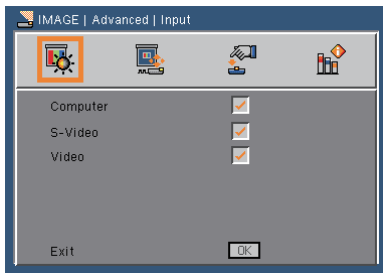 IMAGE | Advanced | Input
Computer
S-Video
Video
Exit OK